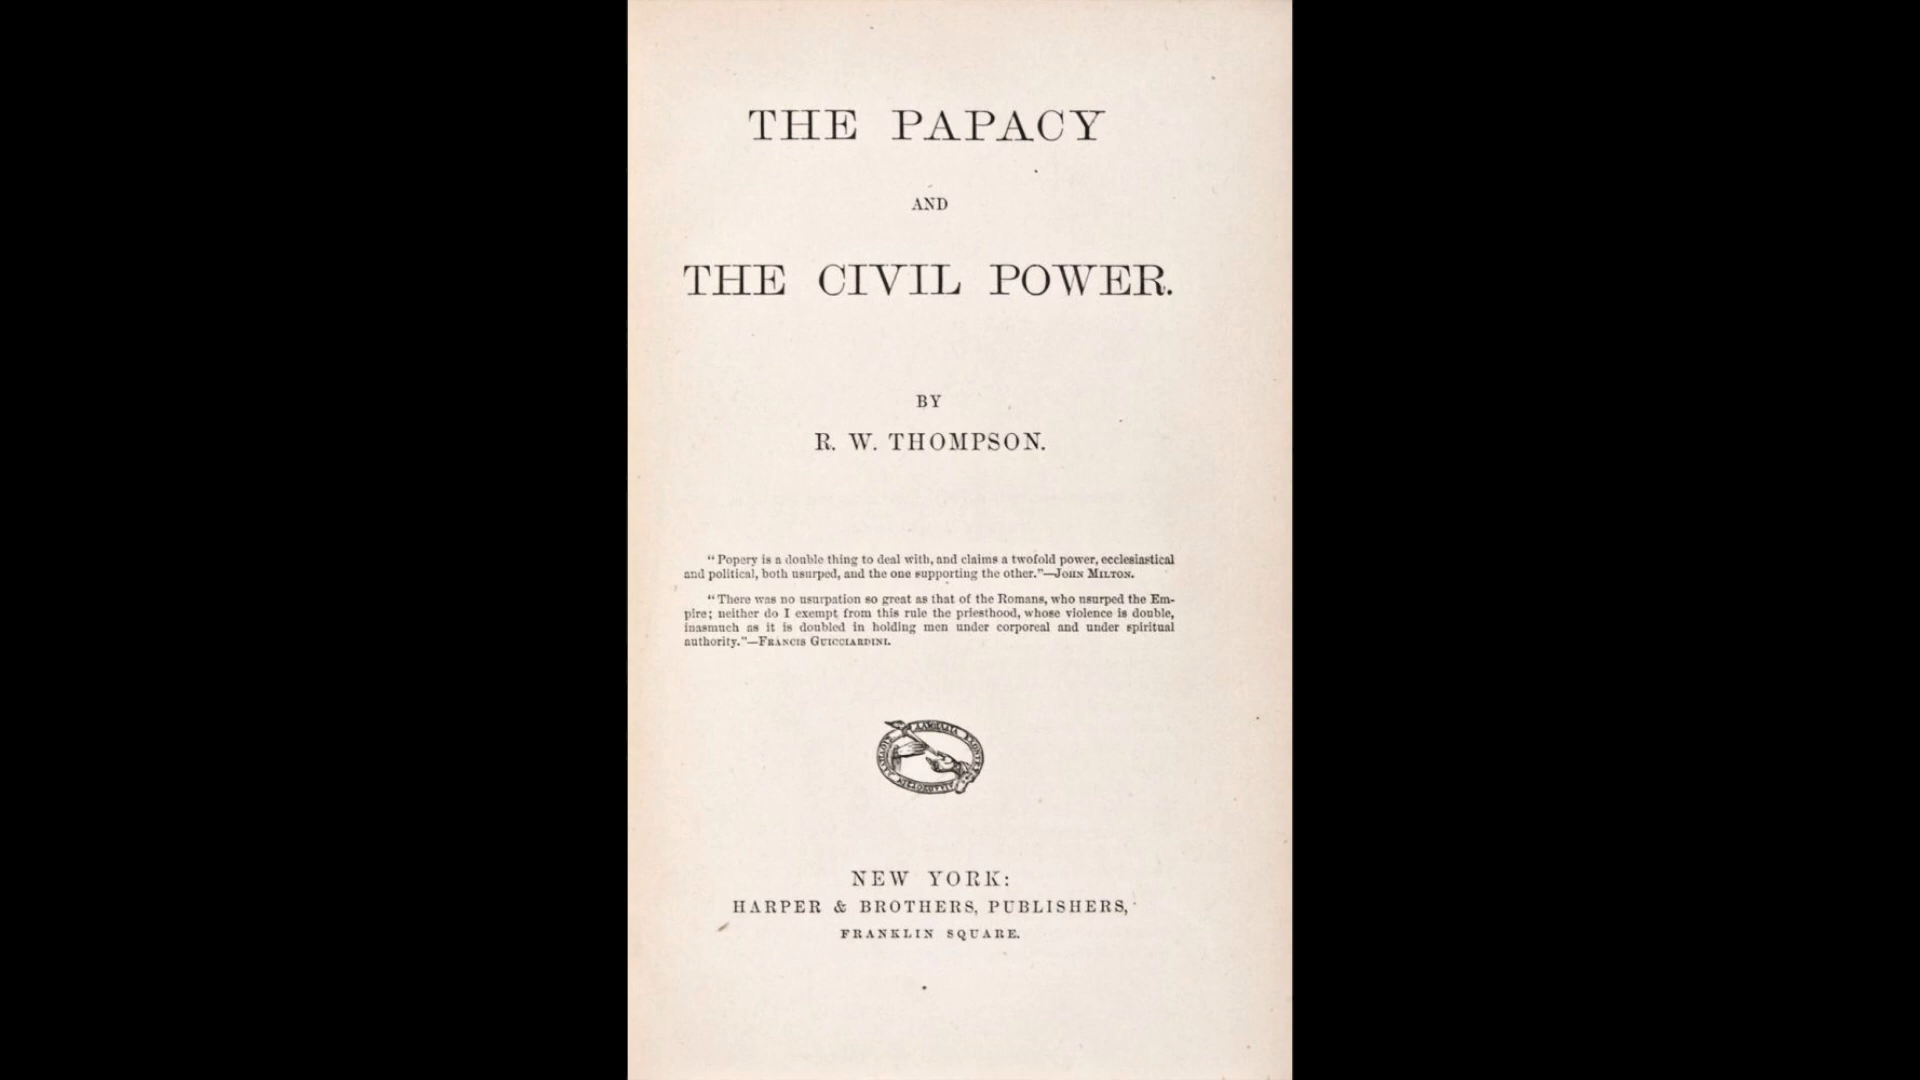 THE PAPACY
AND
THE CIVIL POWER.
BY
R. W. THOMPSON.
"Popery is a double thing to deal with, and claims a twofold power, ecclesiastical
and political, both usurped, and the one supporting the other."—JOHN MILTON.
"There was no usurpation so great as that of the Romans, who usurped the Em-
pire; neither do I exempt from this rule the priesthood, whose violence is double,
inasmuch as it is doubled in holding men under corporeal and under spiritual
authority."—FRANCIS GUICCIARDINI.
NEW YORK:
HARPER & BROTHERS, PUBLISHERS,
FRANKLIN SQUARE.